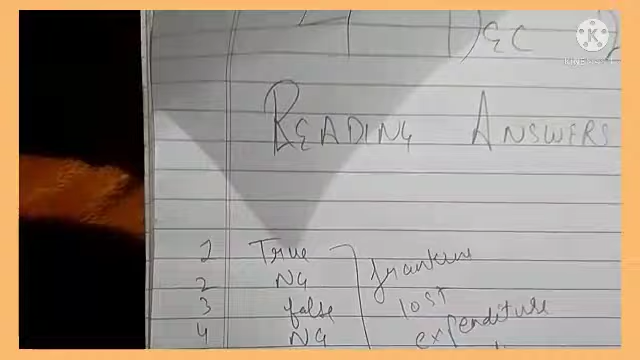 DEC
READING ANSWERS
1 True
2 NG
3 false lost
4 NG expenditure